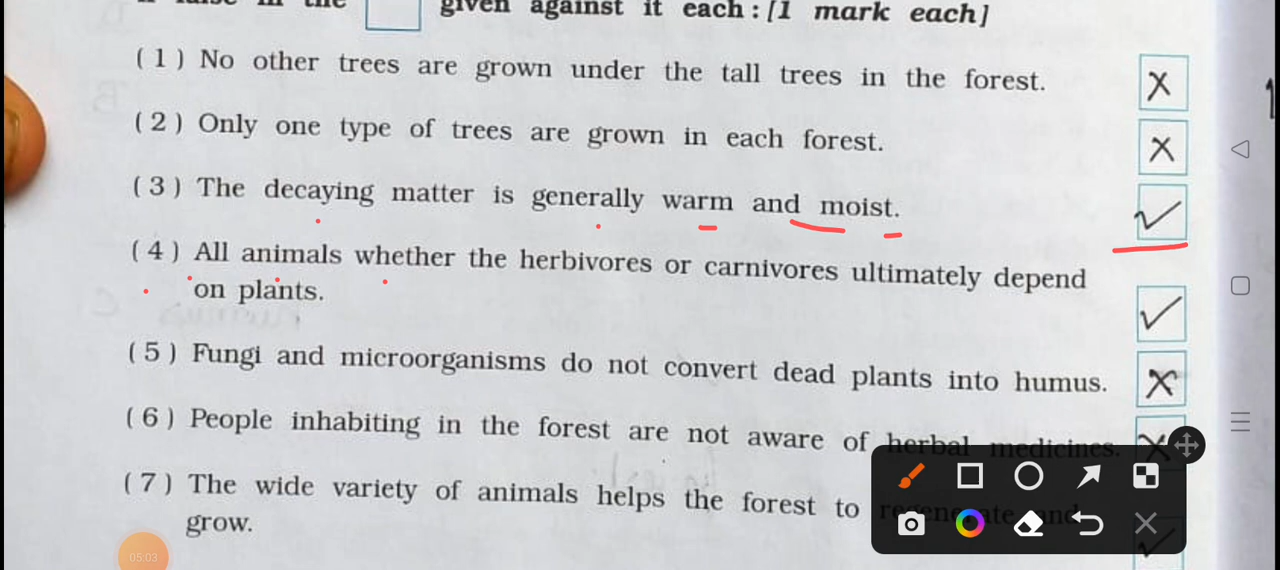 given against it each : [1 mark each]
( 1 ) No other trees are grown under the tall trees in the forest.
( 2 ) Only one type of trees are grown in each forest.
( 3 ) The decaying matter is generally warm and moist.
( 4 ) All animals whether the herbivores or carnivores ultimately depend
on plants.
( 5 ) Fungi and microorganisms do not convert dead plants into humus.
( 6 ) People inhabiting in the forest are not aware of herbal medicines.
( 7 ) The wide variety of animals helps the forest to regenerate and
grow.
05:03